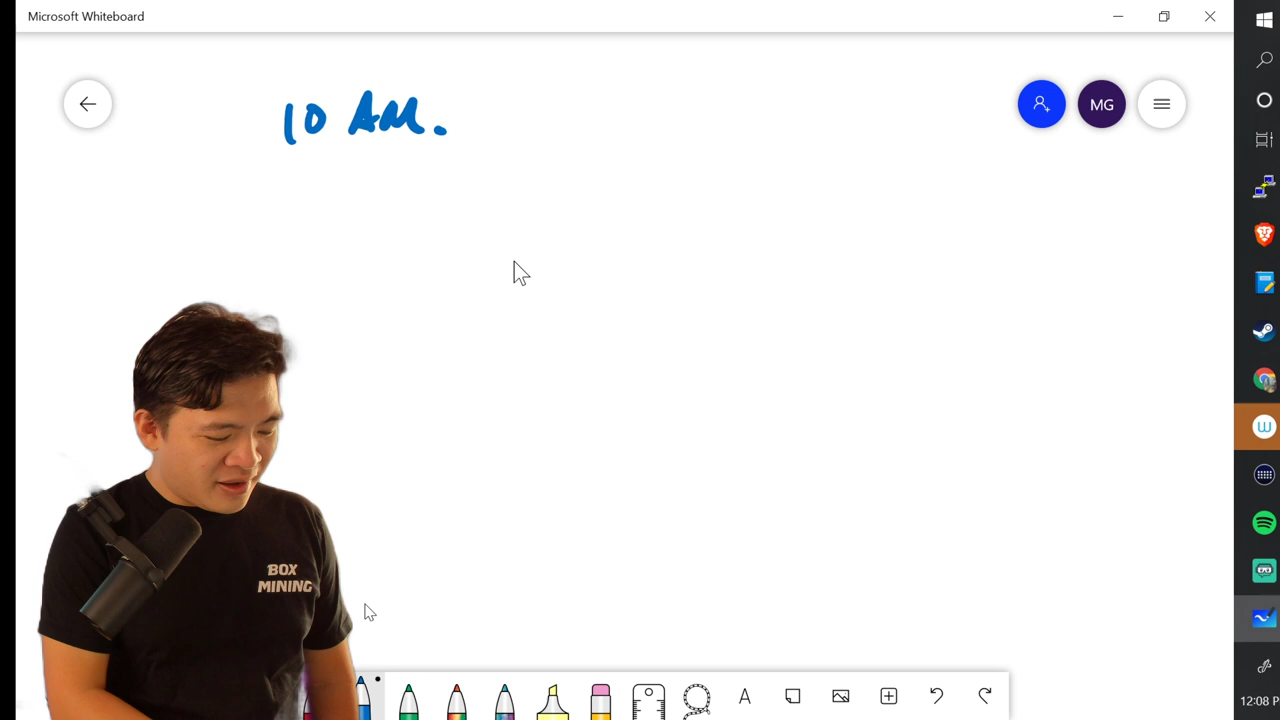 Microsoft Whiteboard
10 AM.
MG
BOX
MINING
A
12:08 P